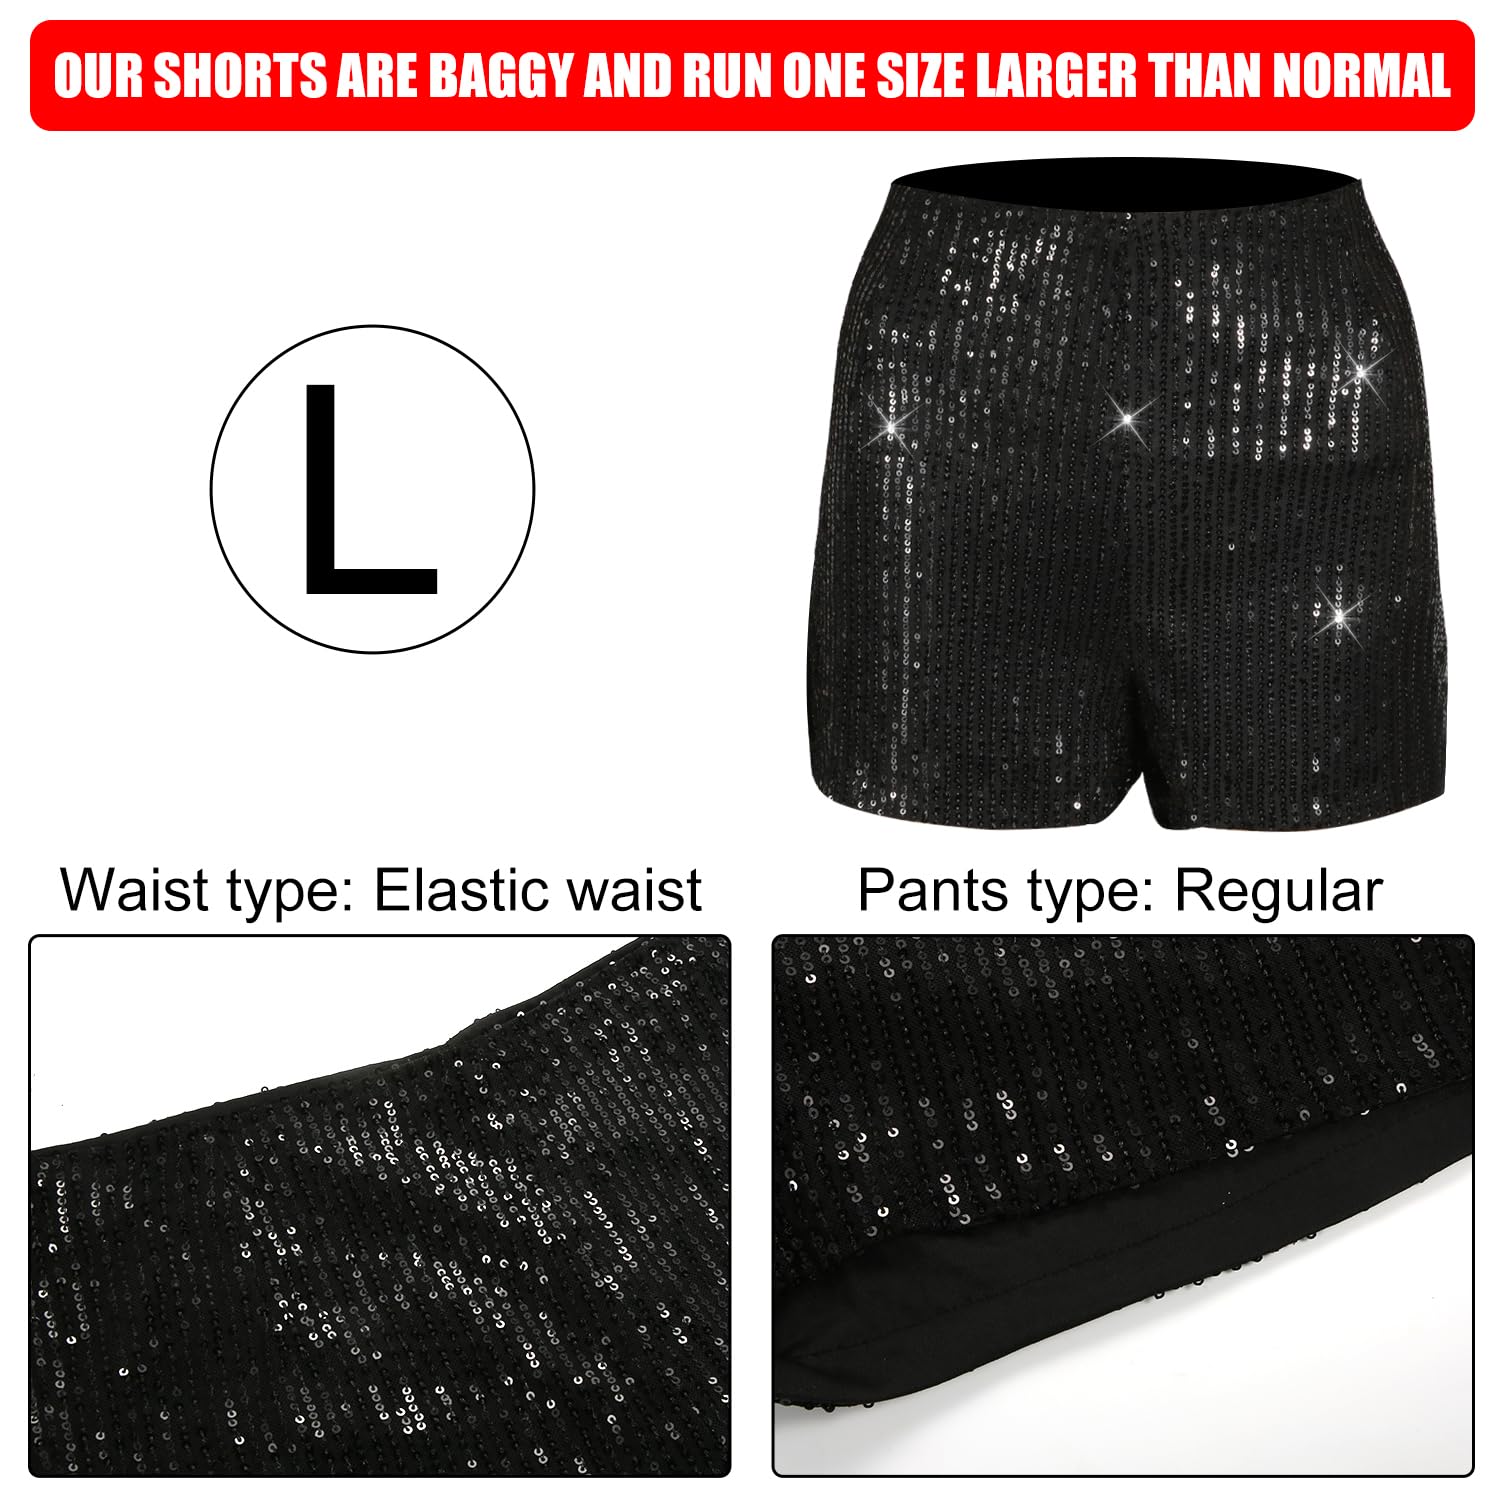 OUR SHORTS ARE BAGGY AND RUN ONE SIZE LARGER THAN NORMAL
L
Waist type: Elastic waist
Pants type: Regular